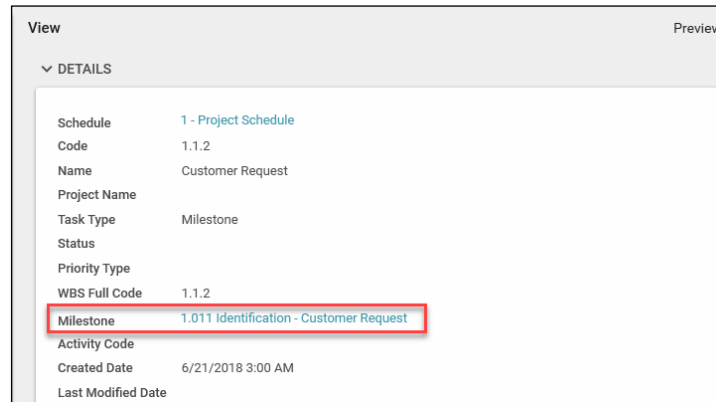 View Preview
DETAILS
Schedule 1 - Project Schedule
Code 1.1.2
Name Customer Request
Project Name
Task Type Milestone
Status
Priority Type
WBS Full Code 1.1.2
Milestone 1.011 Identification - Customer Request
Activity Code
Created Date 6/21/2018 3:00 AM
Last Modified Date